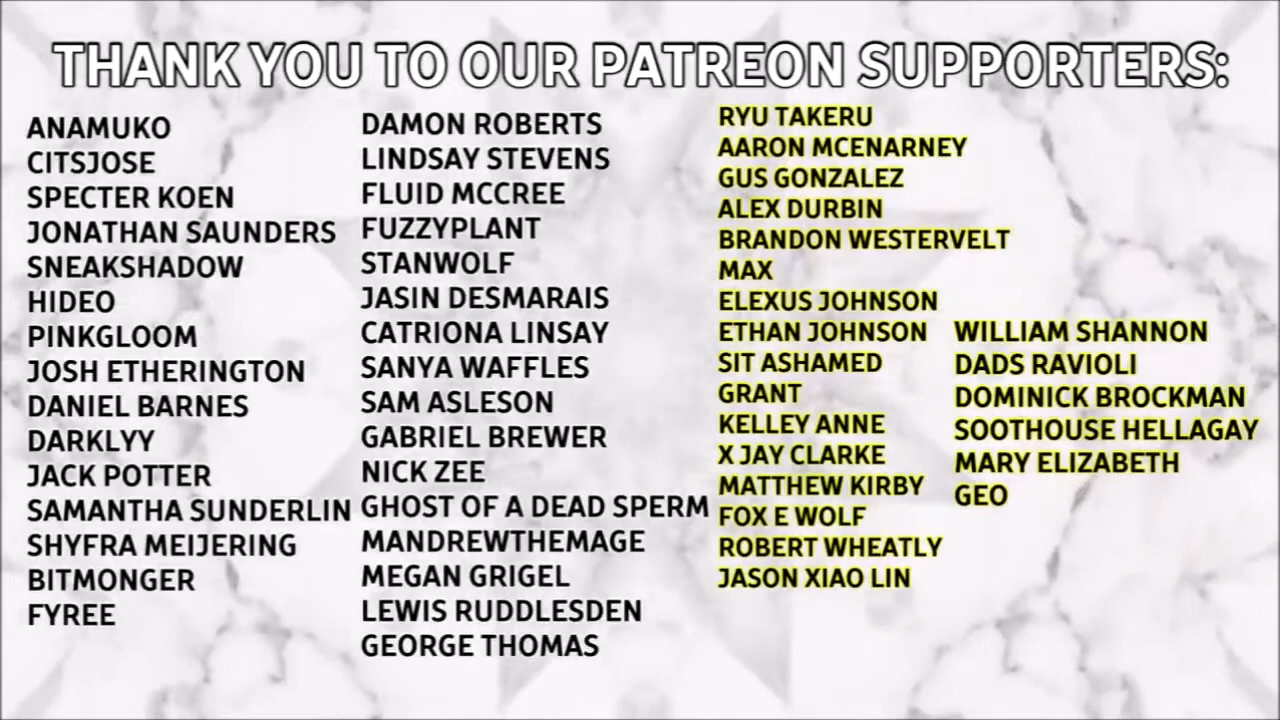 THANK YOU TO OUR PATREON SUPPORTERS:
ANAMUKO
CITSJOSE
SPECTER KOEN
JONATHAN SAUNDERS
SNEAKSHADOW
HIDEO
PINKGLOOM
JOSH ETHERINGTON
DANIEL BARNES
DARKLYY
JACK POTTER
SAMANTHA SUNDERLIN
SHYFRA MEIJERING
BITMONGER
FYREE
DAMON ROBERTS
LINDSAY STEVENS
FLUID MCCREE
FUZZYPLANT
STANWOLF
JASIN DESMARAIS
CATRIONA LINSAY
SANYA WAFFLES
SAM ASLESON
GABRIEL BREWER
NICK ZEE
GHOST OF A DEAD SPERM
MANDREWTHEMAGE
MEGAN GRIGEL
LEWIS RUDDLESDEN
GEORGE THOMAS
RYU TAKERU
AARON MCENARNEY
GUS GONZALEZ
ALEX DURBIN
BRANDON WESTERVELT
MAX
ELEXUS JOHNSON
ETHAN JOHNSON
SIT ASHAMED
GRANT
KELLEY ANNE
X JAY CLARKE
MATTHEW KIRBY
FOX E WOLF
ROBERT WHEATLY
JASON XIAO LIN
WILLIAM SHANNON
DADS RAVIOLI
DOMINICK BROCKMAN
SOOTHOUSE HELLAGAY
MARY ELIZABETH
GEO